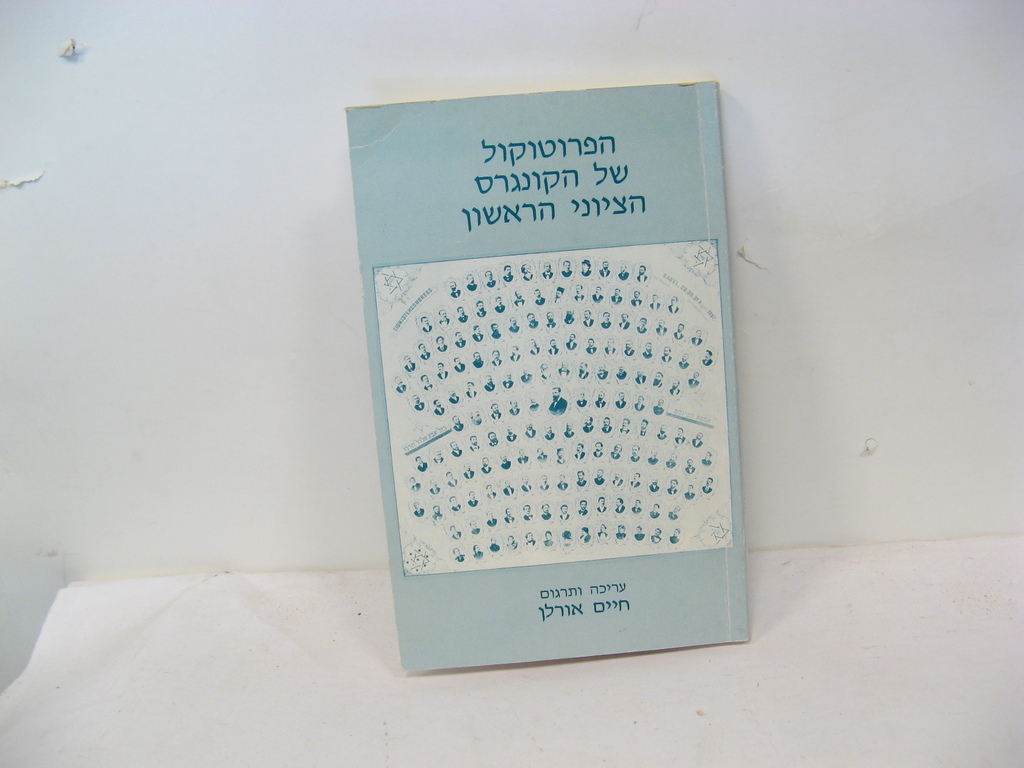 הפרוטוקול
של הקונגרס
הציוני הראשון
עריכה ותרגום
חיים אורלן